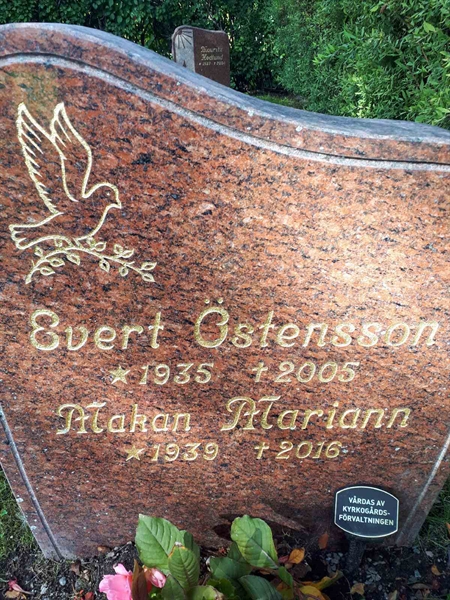 Evert Östensson
★ 1935 † 2005
Makan Mariann
★ 1939 † 2016
VÅRDAS AV
KYRKOGÅRDS-
FÖRVALTNINGEN